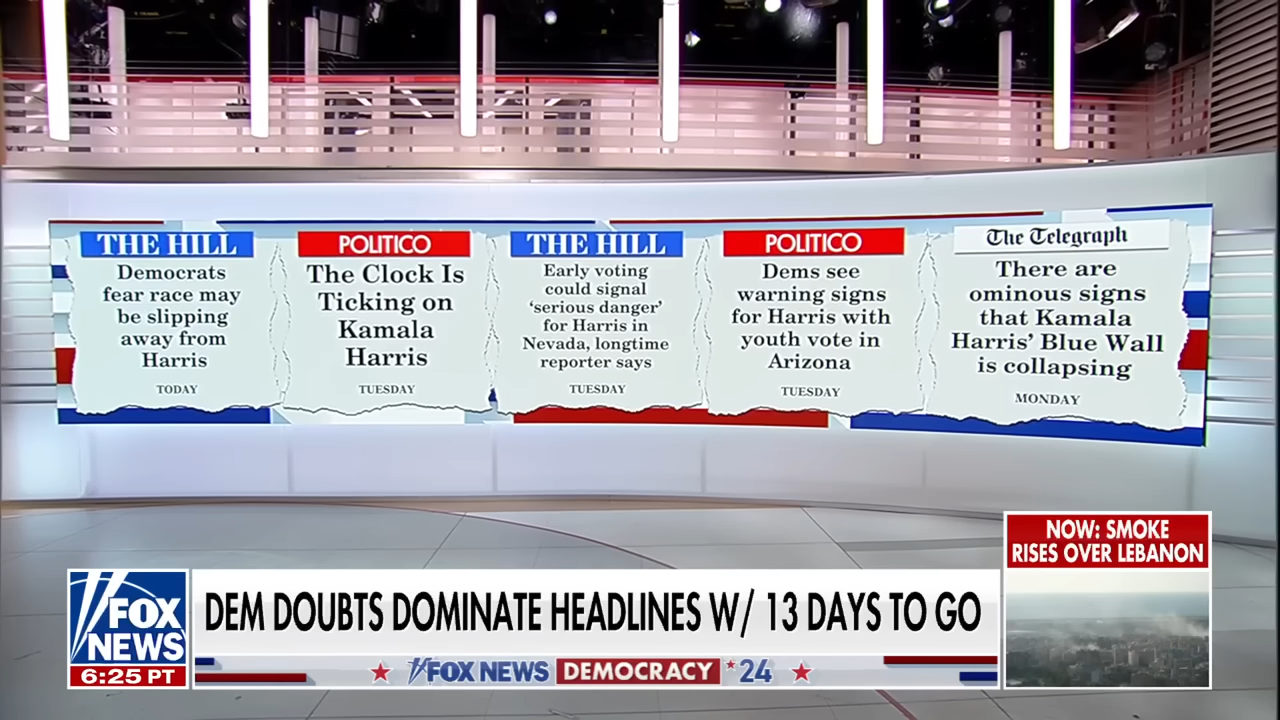 THE HILL
Democrats
fear race may
be slipping
away from
Harris
TODAY
POLITICO
The Clock Is
Ticking on
Kamala
Harris
TUESDAY
THE HILL
Early voting
could signal
‘serious danger’
for Harris in
Nevada, longtime
reporter says
TUESDAY
POLITICO
Dems see
warning signs
for Harris with
youth vote in
Arizona
TUESDAY
The Telegraph
There are
ominous signs
that Kamala
Harris’ Blue Wall
is collapsing
MONDAY
NOW: SMOKE
RISES OVER LEBANON
FOX
NEWS
6:25 PT
DEM DOUBTS DOMINATE HEADLINES W/ 13 DAYS TO GO
FOX NEWS DEMOCRACY '24